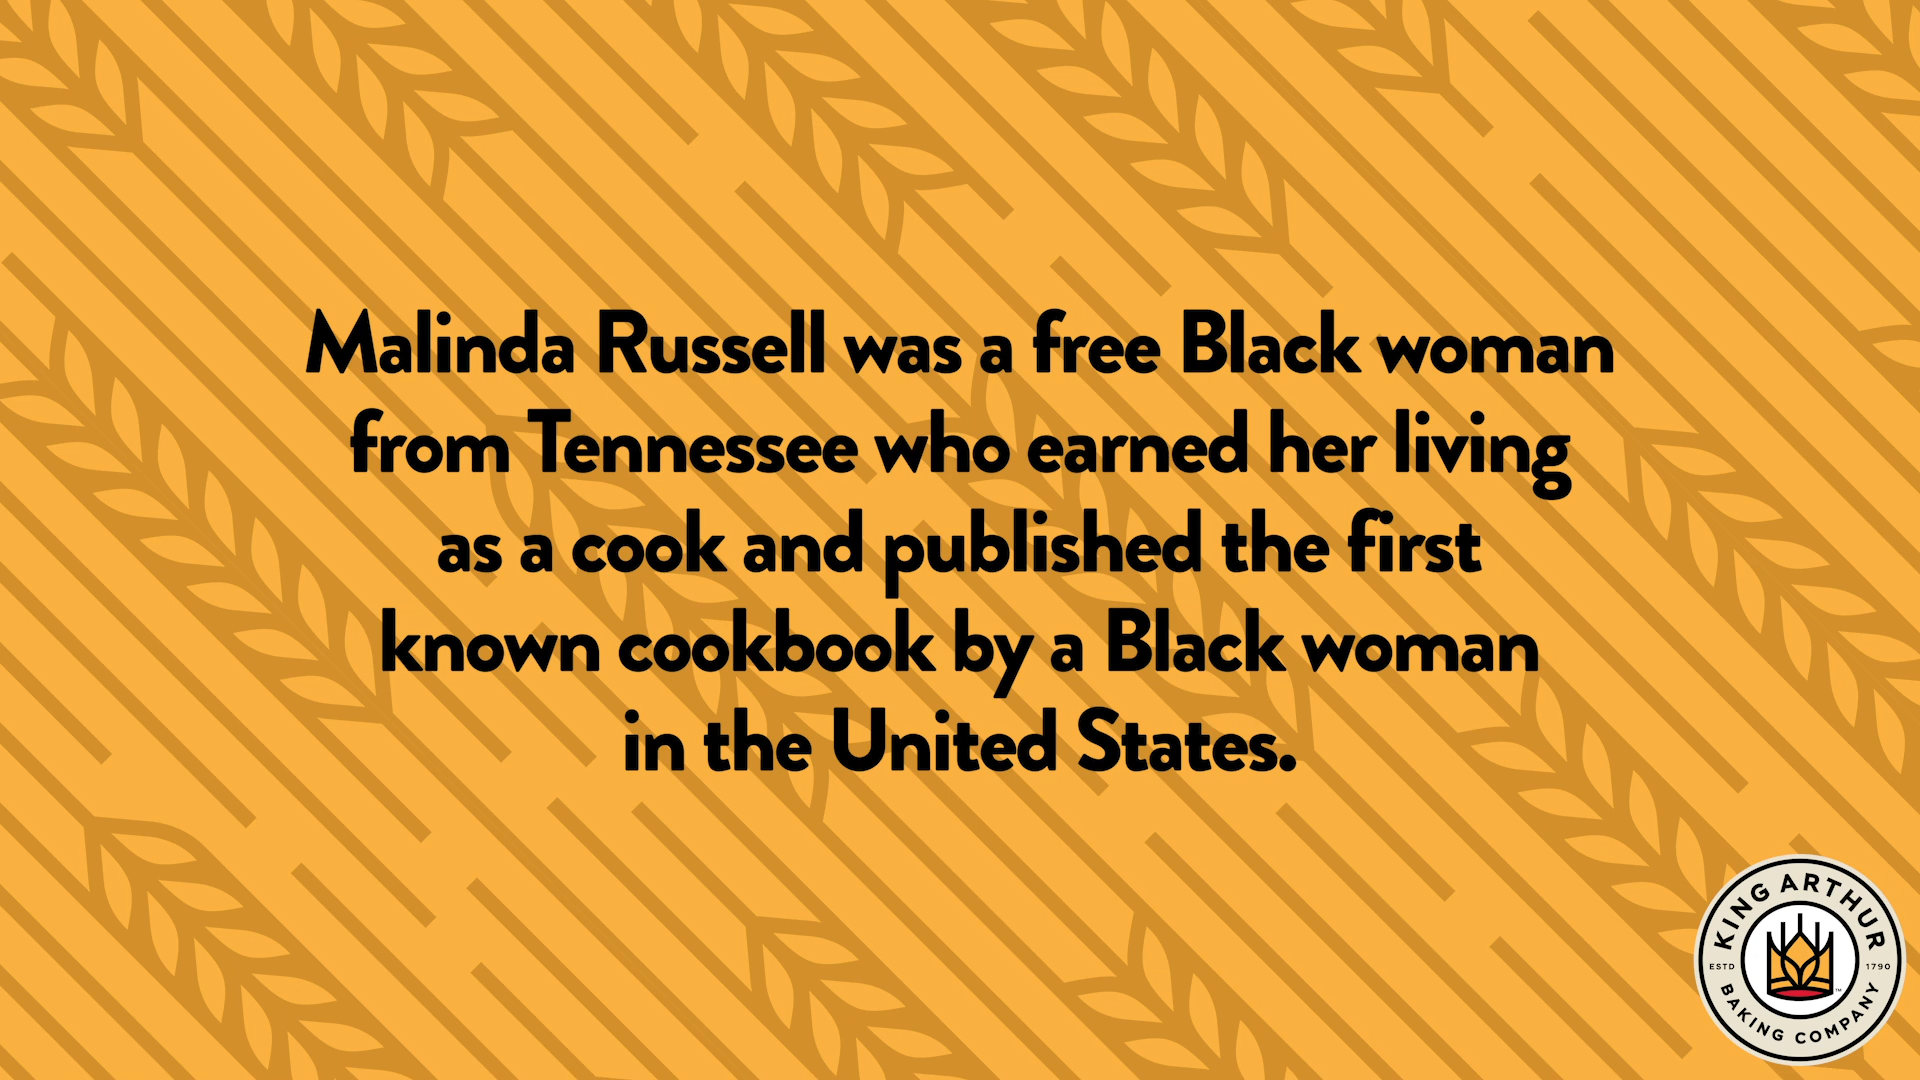 Malinda Russell was a free Black woman
from Tennessee who earned her living
as a cook and published the first
known cookbook by a Black woman
in the United States.
KING ARTHUR
ESTD 1790
BAKING COMPANY
™